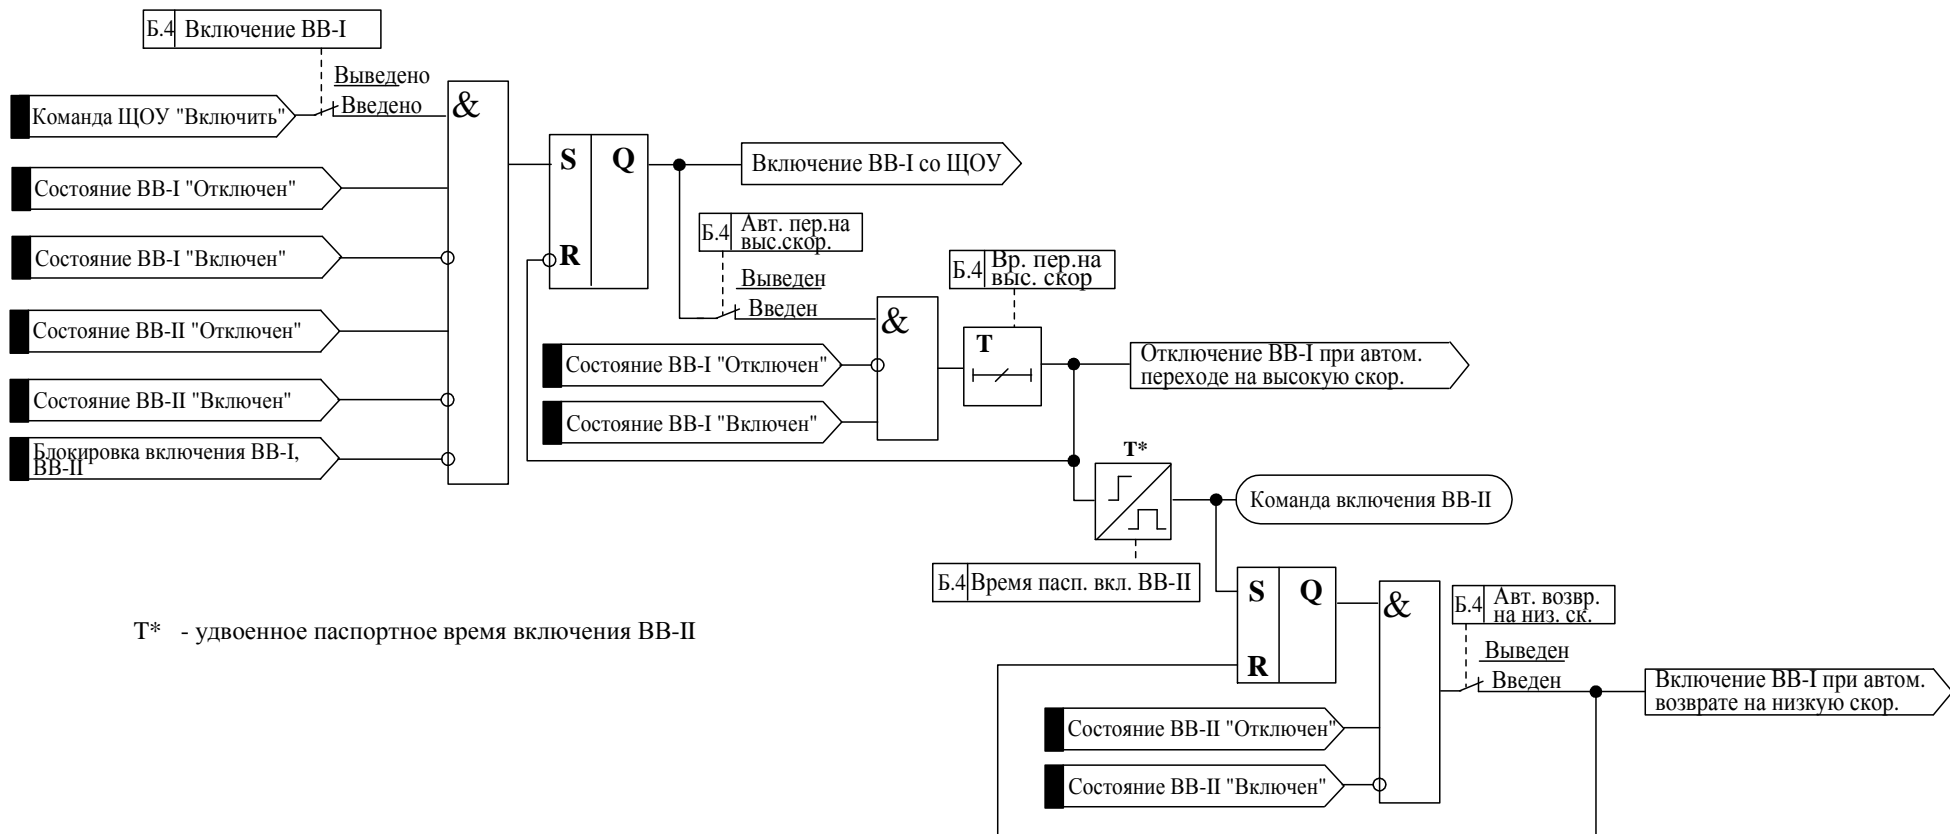 Б.4 Включение ВВ-I
Выведено
Введено
Команда ЩОУ "Включить"
&
Состояние ВВ-I "Отключен"
Состояние ВВ-I "Включен"
Состояние ВВ-II "Отключен"
Состояние ВВ-II "Включен"
Блокировка включения ВВ-I,
ВВ-II
S Q
R
Включение ВВ-I со ЩОУ
Б.4 Авт. пер.на
выс.скор.
Выведен
Введен
Состояние ВВ-I "Отключен"
Состояние ВВ-I "Включен"
&
Б.4 Вр. пер.на
выс. скор
T
Отключение ВВ-I при автом.
переходе на высокую скор.
T*
Команда включения ВВ-II
Б.4 Время пасп. вкл. ВВ-II
T* - удвоенное паспортное время включения ВВ-II
S Q
R
&
Б.4 Авт. возвр.
на низ. ск.
Выведен
Введен
Включение ВВ-I при автом.
возврате на низкую скор.
Состояние ВВ-II "Отключен"
Состояние ВВ-II "Включен"